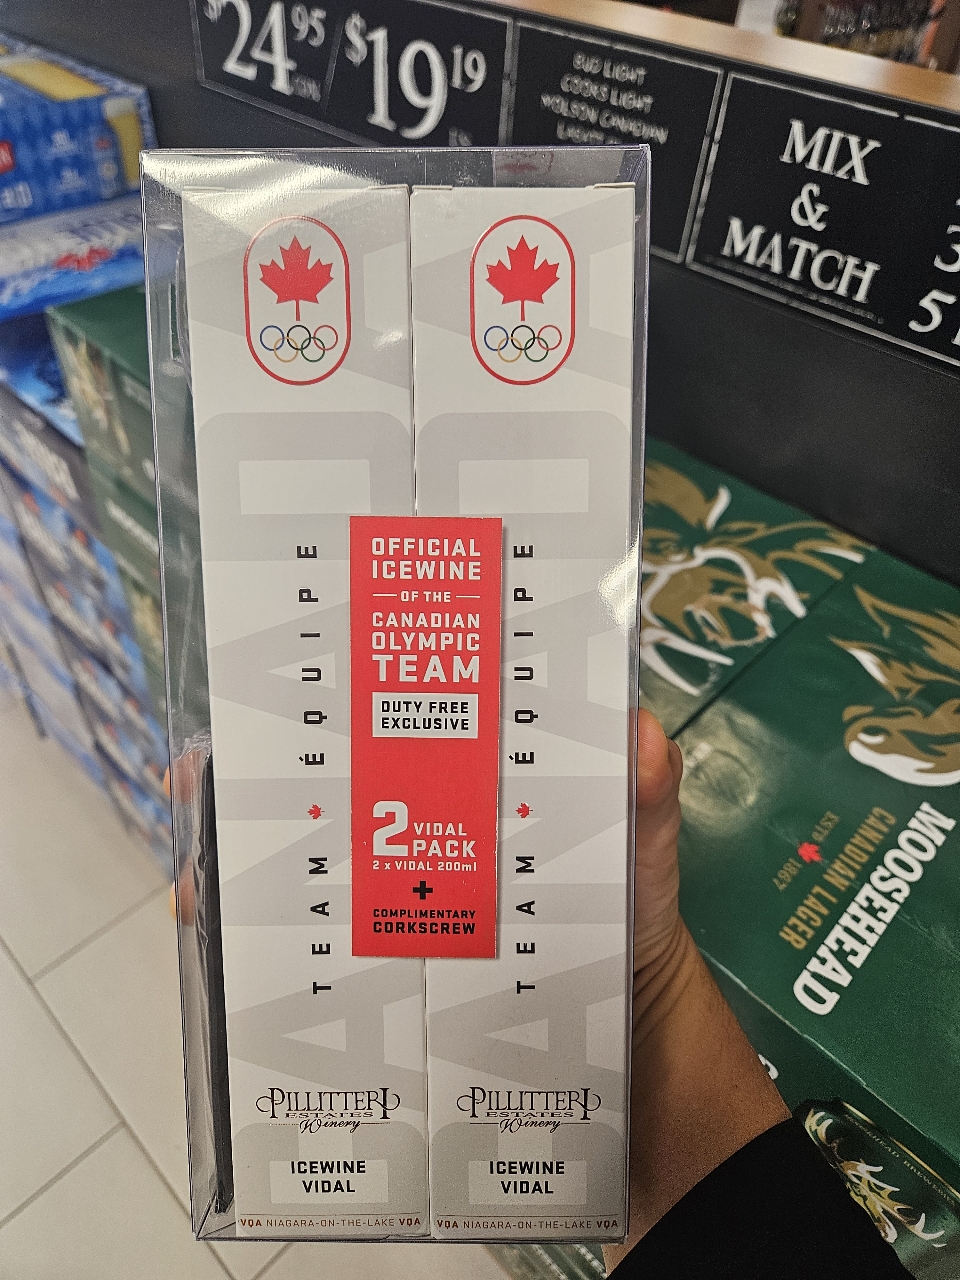 $24.95
$19.19
BUD LIGHT
COORS LIGHT
MOLSON CANADIAN
MIX
&
MATCH
OFFICIAL
ICEWINE
OF THE
CANADIAN
OLYMPIC
TEAM
DUTY FREE
EXCLUSIVE
2 VIDAL
PACK
2 x VIDAL 200ml
+
COMPLIMENTARY
CORKSCREW
TEAM ÉQUIPE
TEAM ÉQUIPE
CANADA
CANADA
PILLITTERI
ESTATES
Winery
ICEWINE
VIDAL
VQA NIAGARA-ON-THE-LAKE VQA
PILLITTERI
ESTATES
Winery
ICEWINE
VIDAL
VQA NIAGARA-ON-THE-LAKE VQA
MOOSEHEAD
CANADIAN LAGER
ESTD 1867